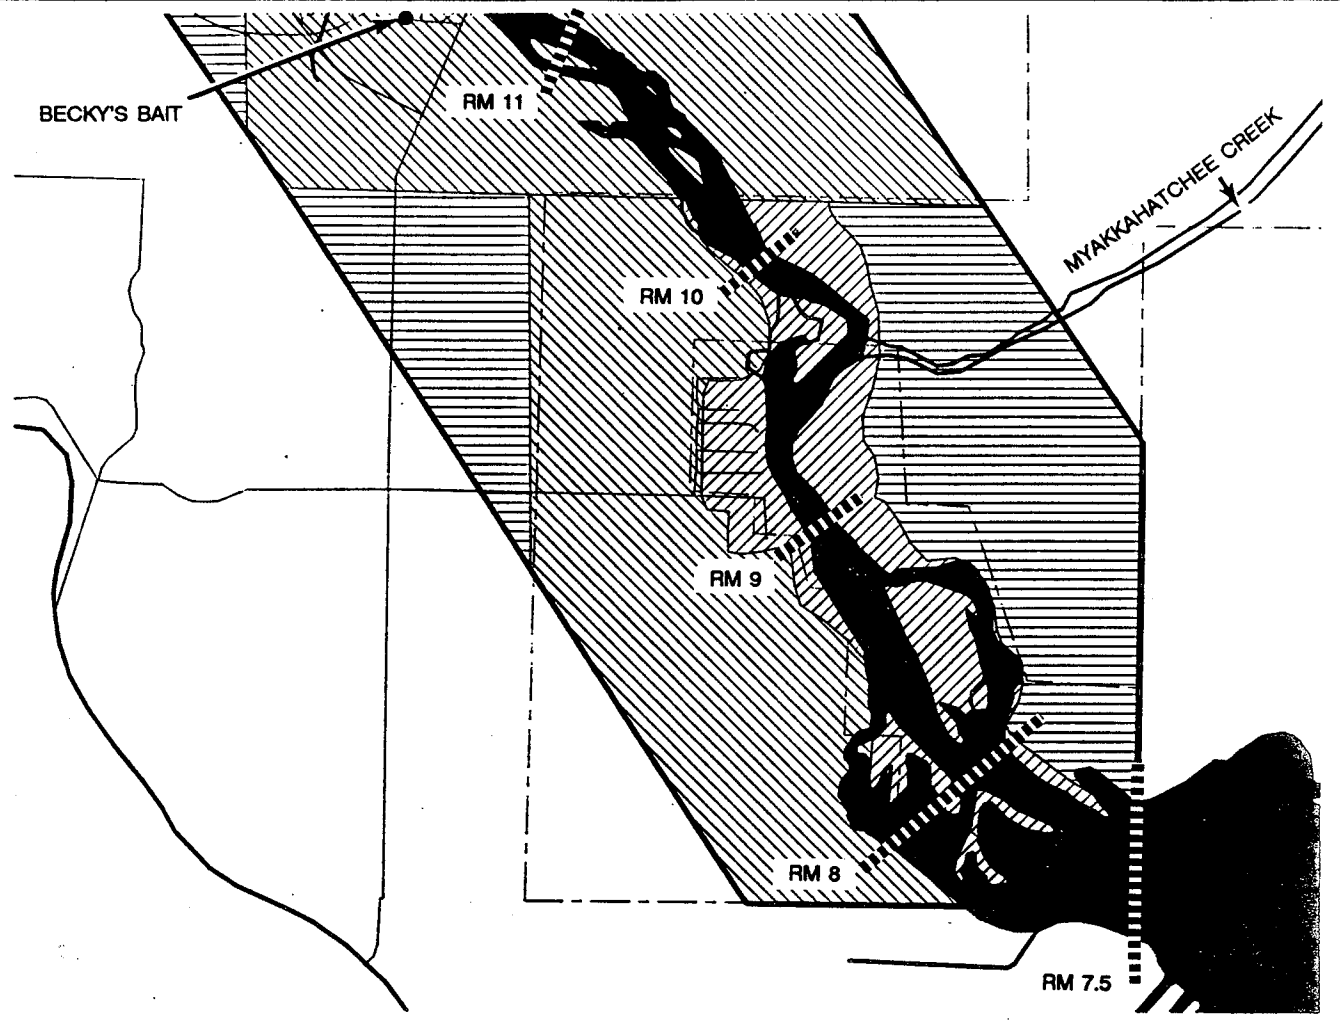 BECKY'S BAIT
RM 11
MYAKKAHATCHEE CREEK
RM 10
RM 9
RM 8
RM 7.5